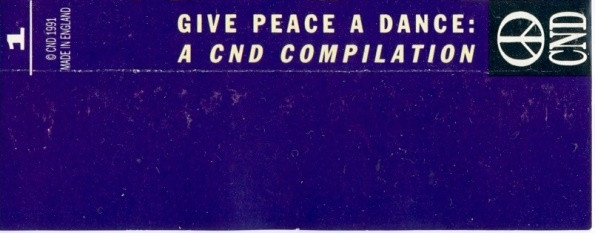 1
© CND 1991
MADE IN ENGLAND
GIVE PEACE A DANCE:
A CND COMPILATION
CND